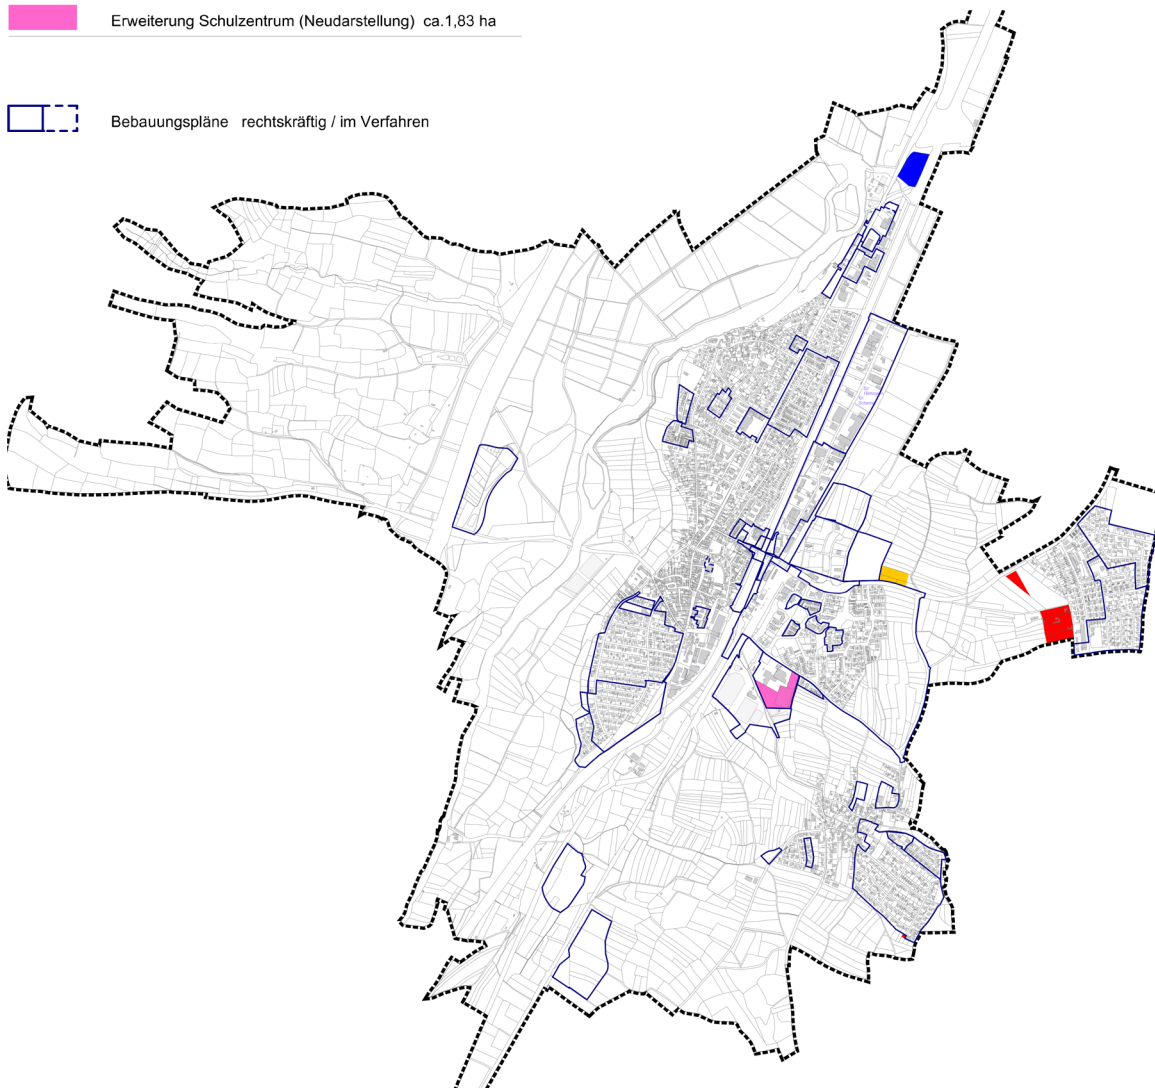 Erweiterung Schulzentrum (Neudarstellung) ca.1,83 ha
Bebauungspläne rechtskräftig / im Verfahren